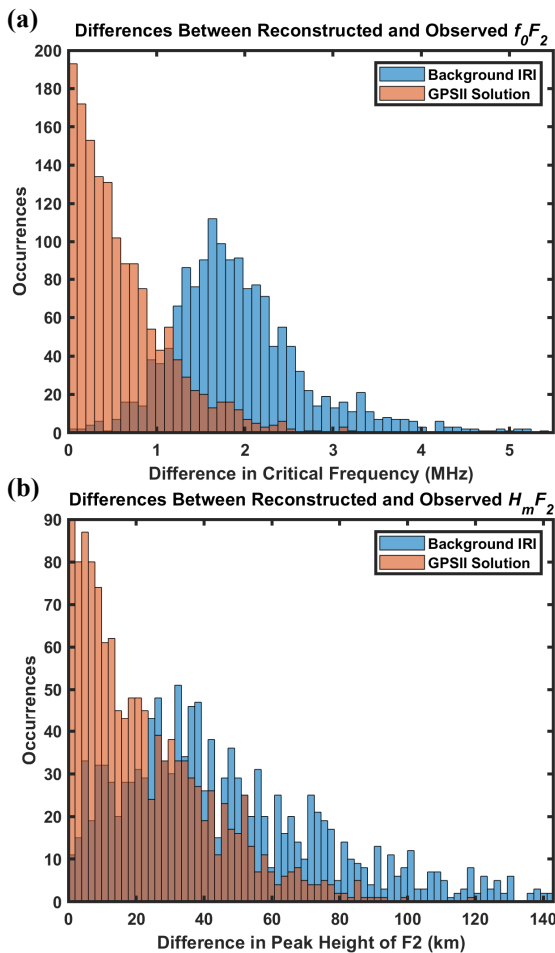 (a)
Differences Between Reconstructed and Observed f0F2
200
180
160
140
120
100
80
60
40
20
0
Occurrences
Background IRI
GPSII Solution
0 1 2 3 4 5
Difference in Critical Frequency (MHz)
(b)
Differences Between Reconstructed and Observed HmF2
90
80
70
60
50
40
30
20
10
0
Occurrences
Background IRI
GPSII Solution
0 20 40 60 80 100 120 140
Difference in Peak Height of F2 (km)